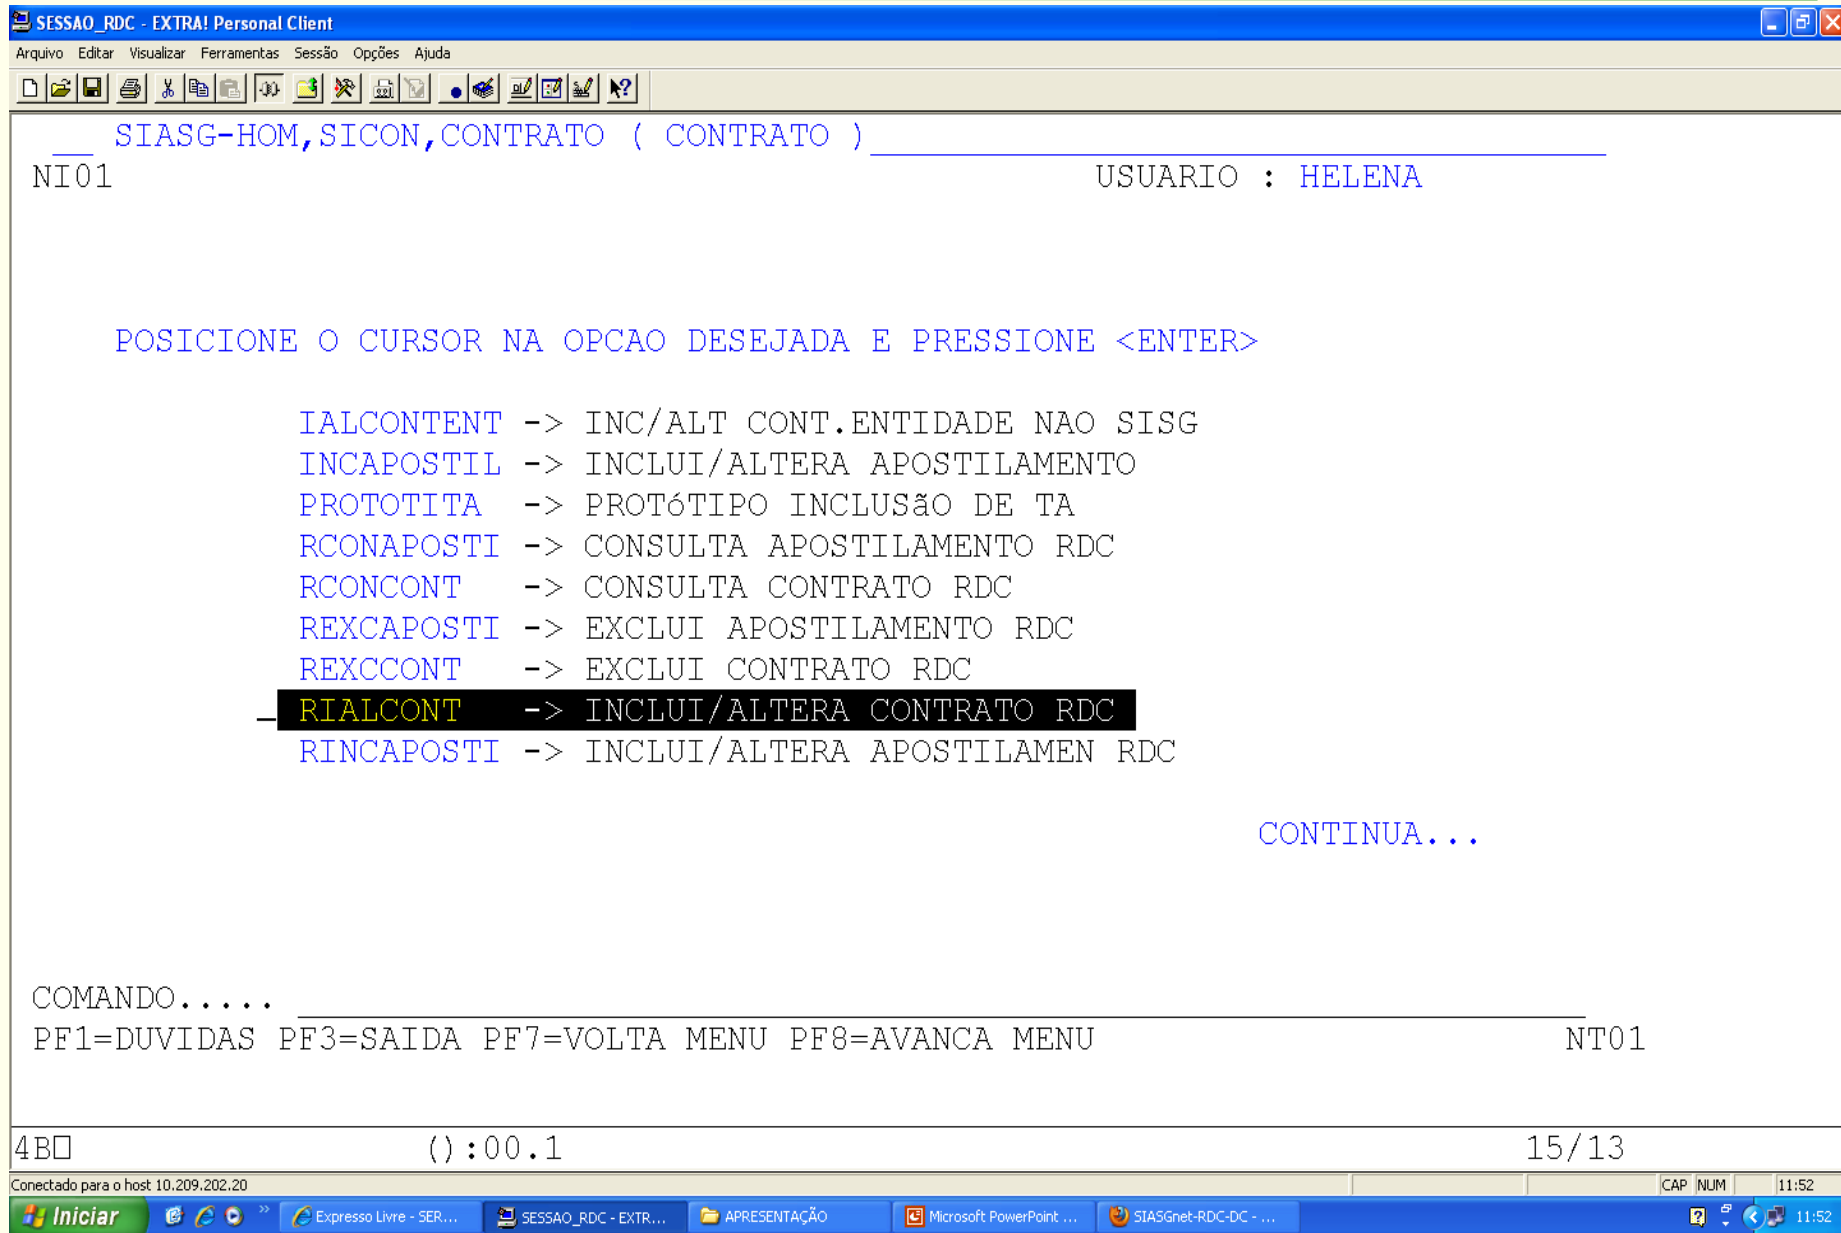 SESSAO_RDC - EXTRA! Personal Client
Arquivo Editar Visualizar Ferramentas Sessão Opções Ajuda
SIASG-HOM,SICON,CONTRATO ( CONTRATO )
NI01 USUARIO : HELENA
POSICIONE O CURSOR NA OPCAO DESEJADA E PRESSIONE <ENTER>
IALCONTENT -> INC/ALT CONT.ENTIDADE NAO SISG
INCAPOSTIL -> INCLUI/ALTERA APOSTILAMENTO
PROTOTITA -> PROTóTIPO INCLUSãO DE TA
RCONAPOSTI -> CONSULTA APOSTILAMENTO RDC
RCONCONT -> CONSULTA CONTRATO RDC
REXCAPOSTI -> EXCLUI APOSTILAMENTO RDC
REXCCONT -> EXCLUI CONTRATO RDC
RIALCONT -> INCLUI/ALTERA CONTRATO RDC
RINCAPOSTI -> INCLUI/ALTERA APOSTILAMEN RDC
CONTINUA...
COMANDO.....
PF1=DUVIDAS PF3=SAIDA PF7=VOLTA MENU PF8=AVANCA MENU NT01
4B ():00.1 15/13
Conectado para o host 10.209.202.20 CAP NUM 11:52
Iniciar Expresso Livre - SER... SESSAO_RDC - EXTR... APRESENTAÇÃO Microsoft PowerPoint ... SIASGnet-RDC-DC - ... 11:52